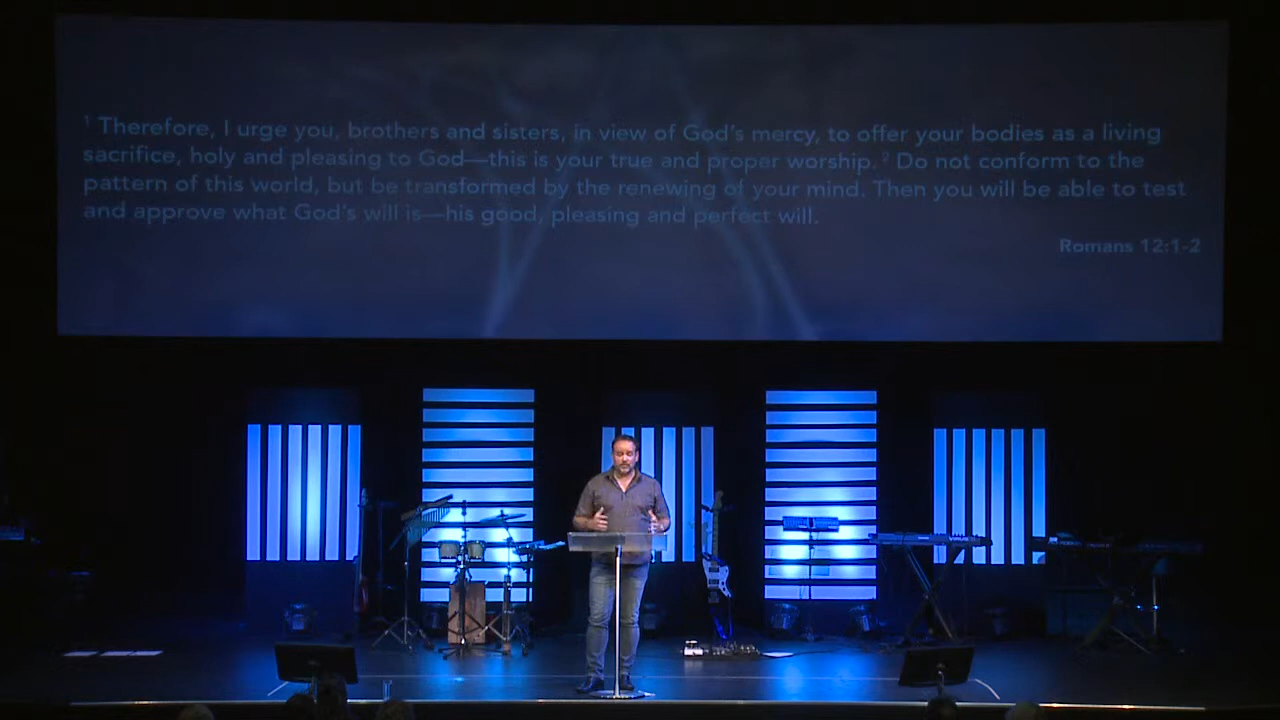 ¹ Therefore, I urge you, brothers and sisters, in view of God's mercy, to offer your bodies as a living
sacrifice, holy and pleasing to God—this is your true and proper worship. ² Do not conform to the
pattern of this world, but be transformed by the renewing of your mind. Then you will be able to test
and approve what God's will is—his good, pleasing and perfect will.
Romans 12:1-2